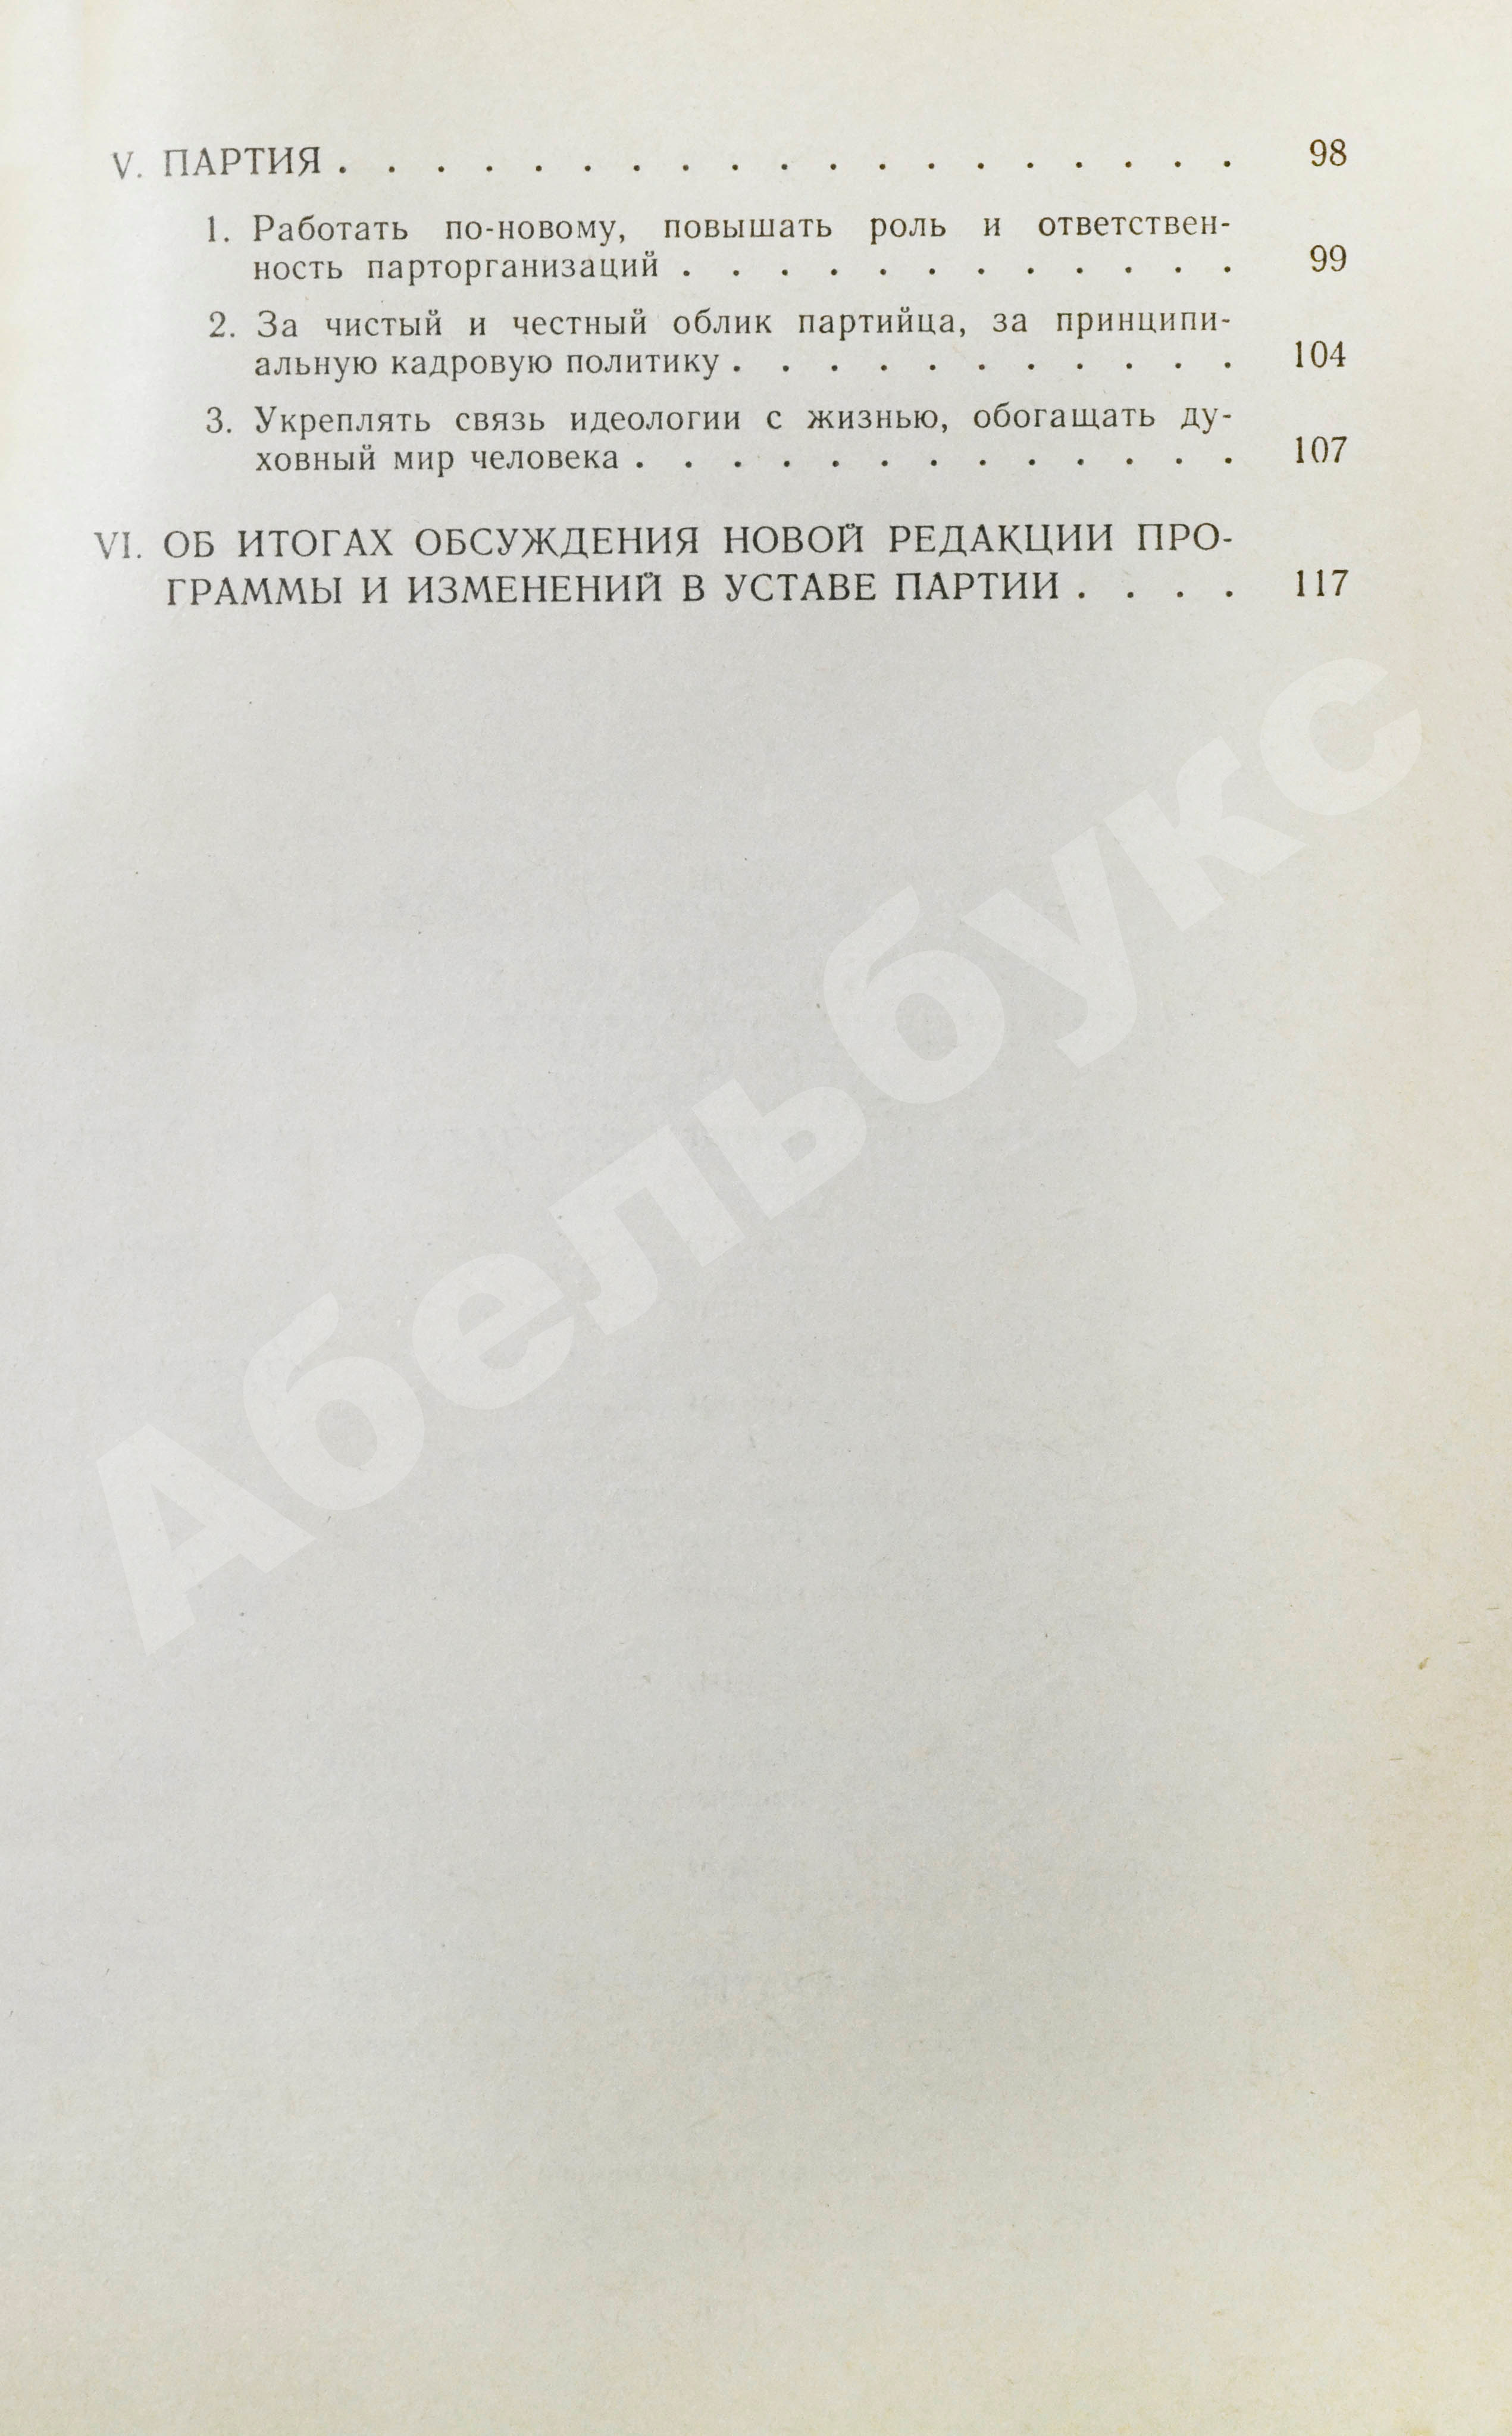 V. ПАРТИЯ . . . . . . . . . . . . . . . . . . . 98
1. Работать по-новому, повышать роль и ответствен-
ность парторганизаций . . . . . . . . . . . . 99
2. За чистый и честный облик партийца, за принципи-
альную кадровую политику . . . . . . . . . . . 104
3. Укреплять связь идеологии с жизнью, обогащать ду-
ховный мир человека . . . . . . . . . . . . . 107
VI. ОБ ИТОГАХ ОБСУЖДЕНИЯ НОВОЙ РЕДАКЦИИ ПРО-
ГРАММЫ И ИЗМЕНЕНИЙ В УСТАВЕ ПАРТИИ . . . . 117
Абельбукс